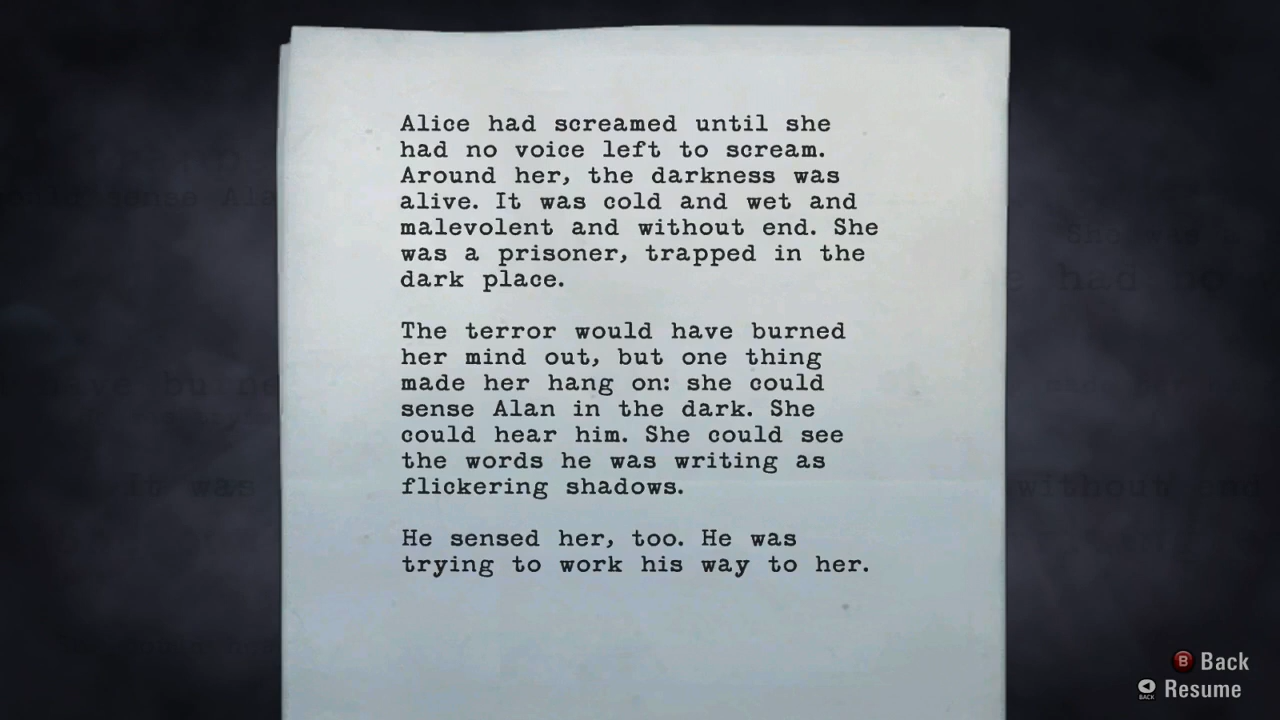 Alice had screamed until she
had no voice left to scream.
Around her, the darkness was
alive. It was cold and wet and
malevolent and without end. She
was a prisoner, trapped in the
dark place.
The terror would have burned
her mind out, but one thing
made her hang on: she could
sense Alan in the dark. She
could hear him. She could see
the words he was writing as
flickering shadows.
He sensed her, too. He was
trying to work his way to her.
B Back
BACK Resume